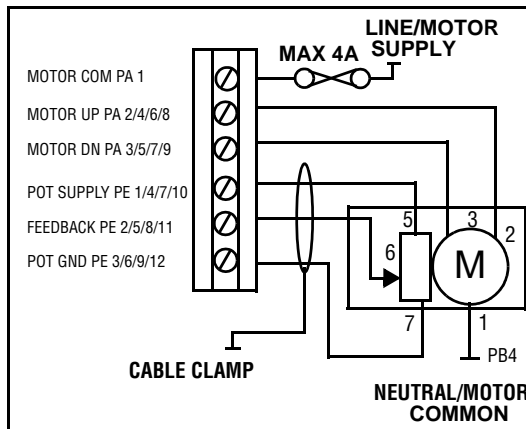 LINE/MOTOR
SUPPLY
MAX 4A
MOTOR COM PA 1
MOTOR UP PA 2/4/6/8
MOTOR DN PA 3/5/7/9
POT SUPPLY PE 1/4/7/10
FEEDBACK PE 2/5/8/11
POT GND PE 3/6/9/12
5
3
2
6
M
7
1
PB4
CABLE CLAMP
NEUTRAL/MOTOR
COMMON